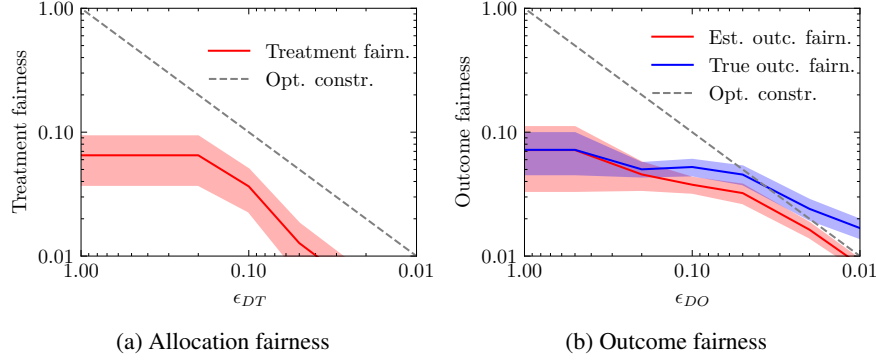 1.00
0.10
0.01
Treatment fairness
Treatment fairn.
Opt. constr.
1.00
0.10
0.01
ϵDT
(a) Allocation fairness
1.00
0.10
0.01
Outcome fairness
Est. outc. fairn.
True outc. fairn.
Opt. constr.
1.00
0.10
0.01
ϵDO
(b) Outcome fairness